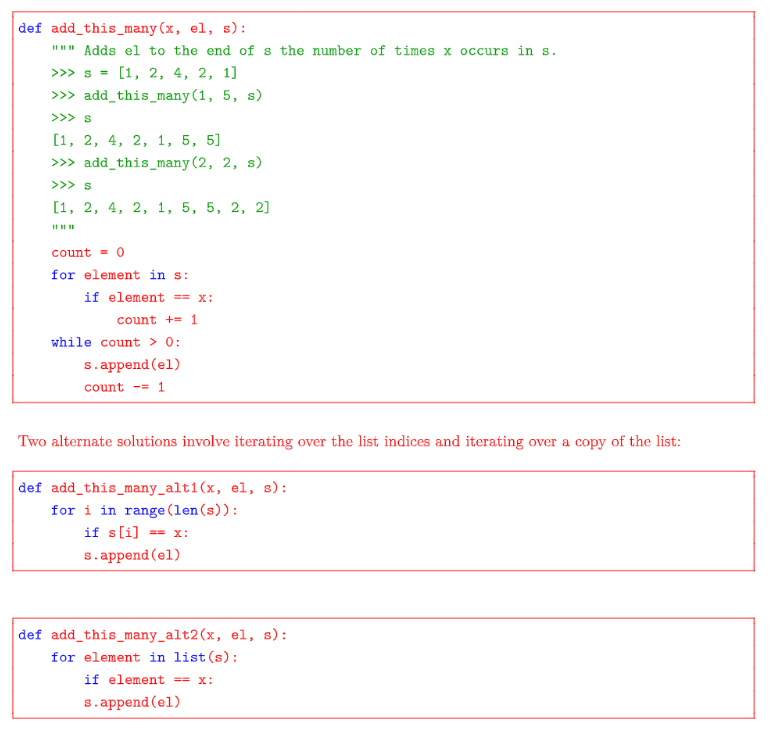 def add_this_many(x, el, s):
    """ Adds el to the end of s the number of times x occurs in s.
    >>> s = [1, 2, 4, 2, 1]
    >>> add_this_many(1, 5, s)
    >>> s
    [1, 2, 4, 2, 1, 5, 5]
    >>> add_this_many(2, 2, s)
    >>> s
    [1, 2, 4, 2, 1, 5, 5, 2, 2]
    """
    count = 0
    for element in s:
        if element == x:
            count += 1
    while count > 0:
        s.append(el)
        count -= 1
Two alternate solutions involve iterating over the list indices and iterating over a copy of the list:
def add_this_many_alt1(x, el, s):
    for i in range(len(s)):
        if s[i] == x:
        s.append(el)
def add_this_many_alt2(x, el, s):
    for element in list(s):
        if element == x:
        s.append(el)